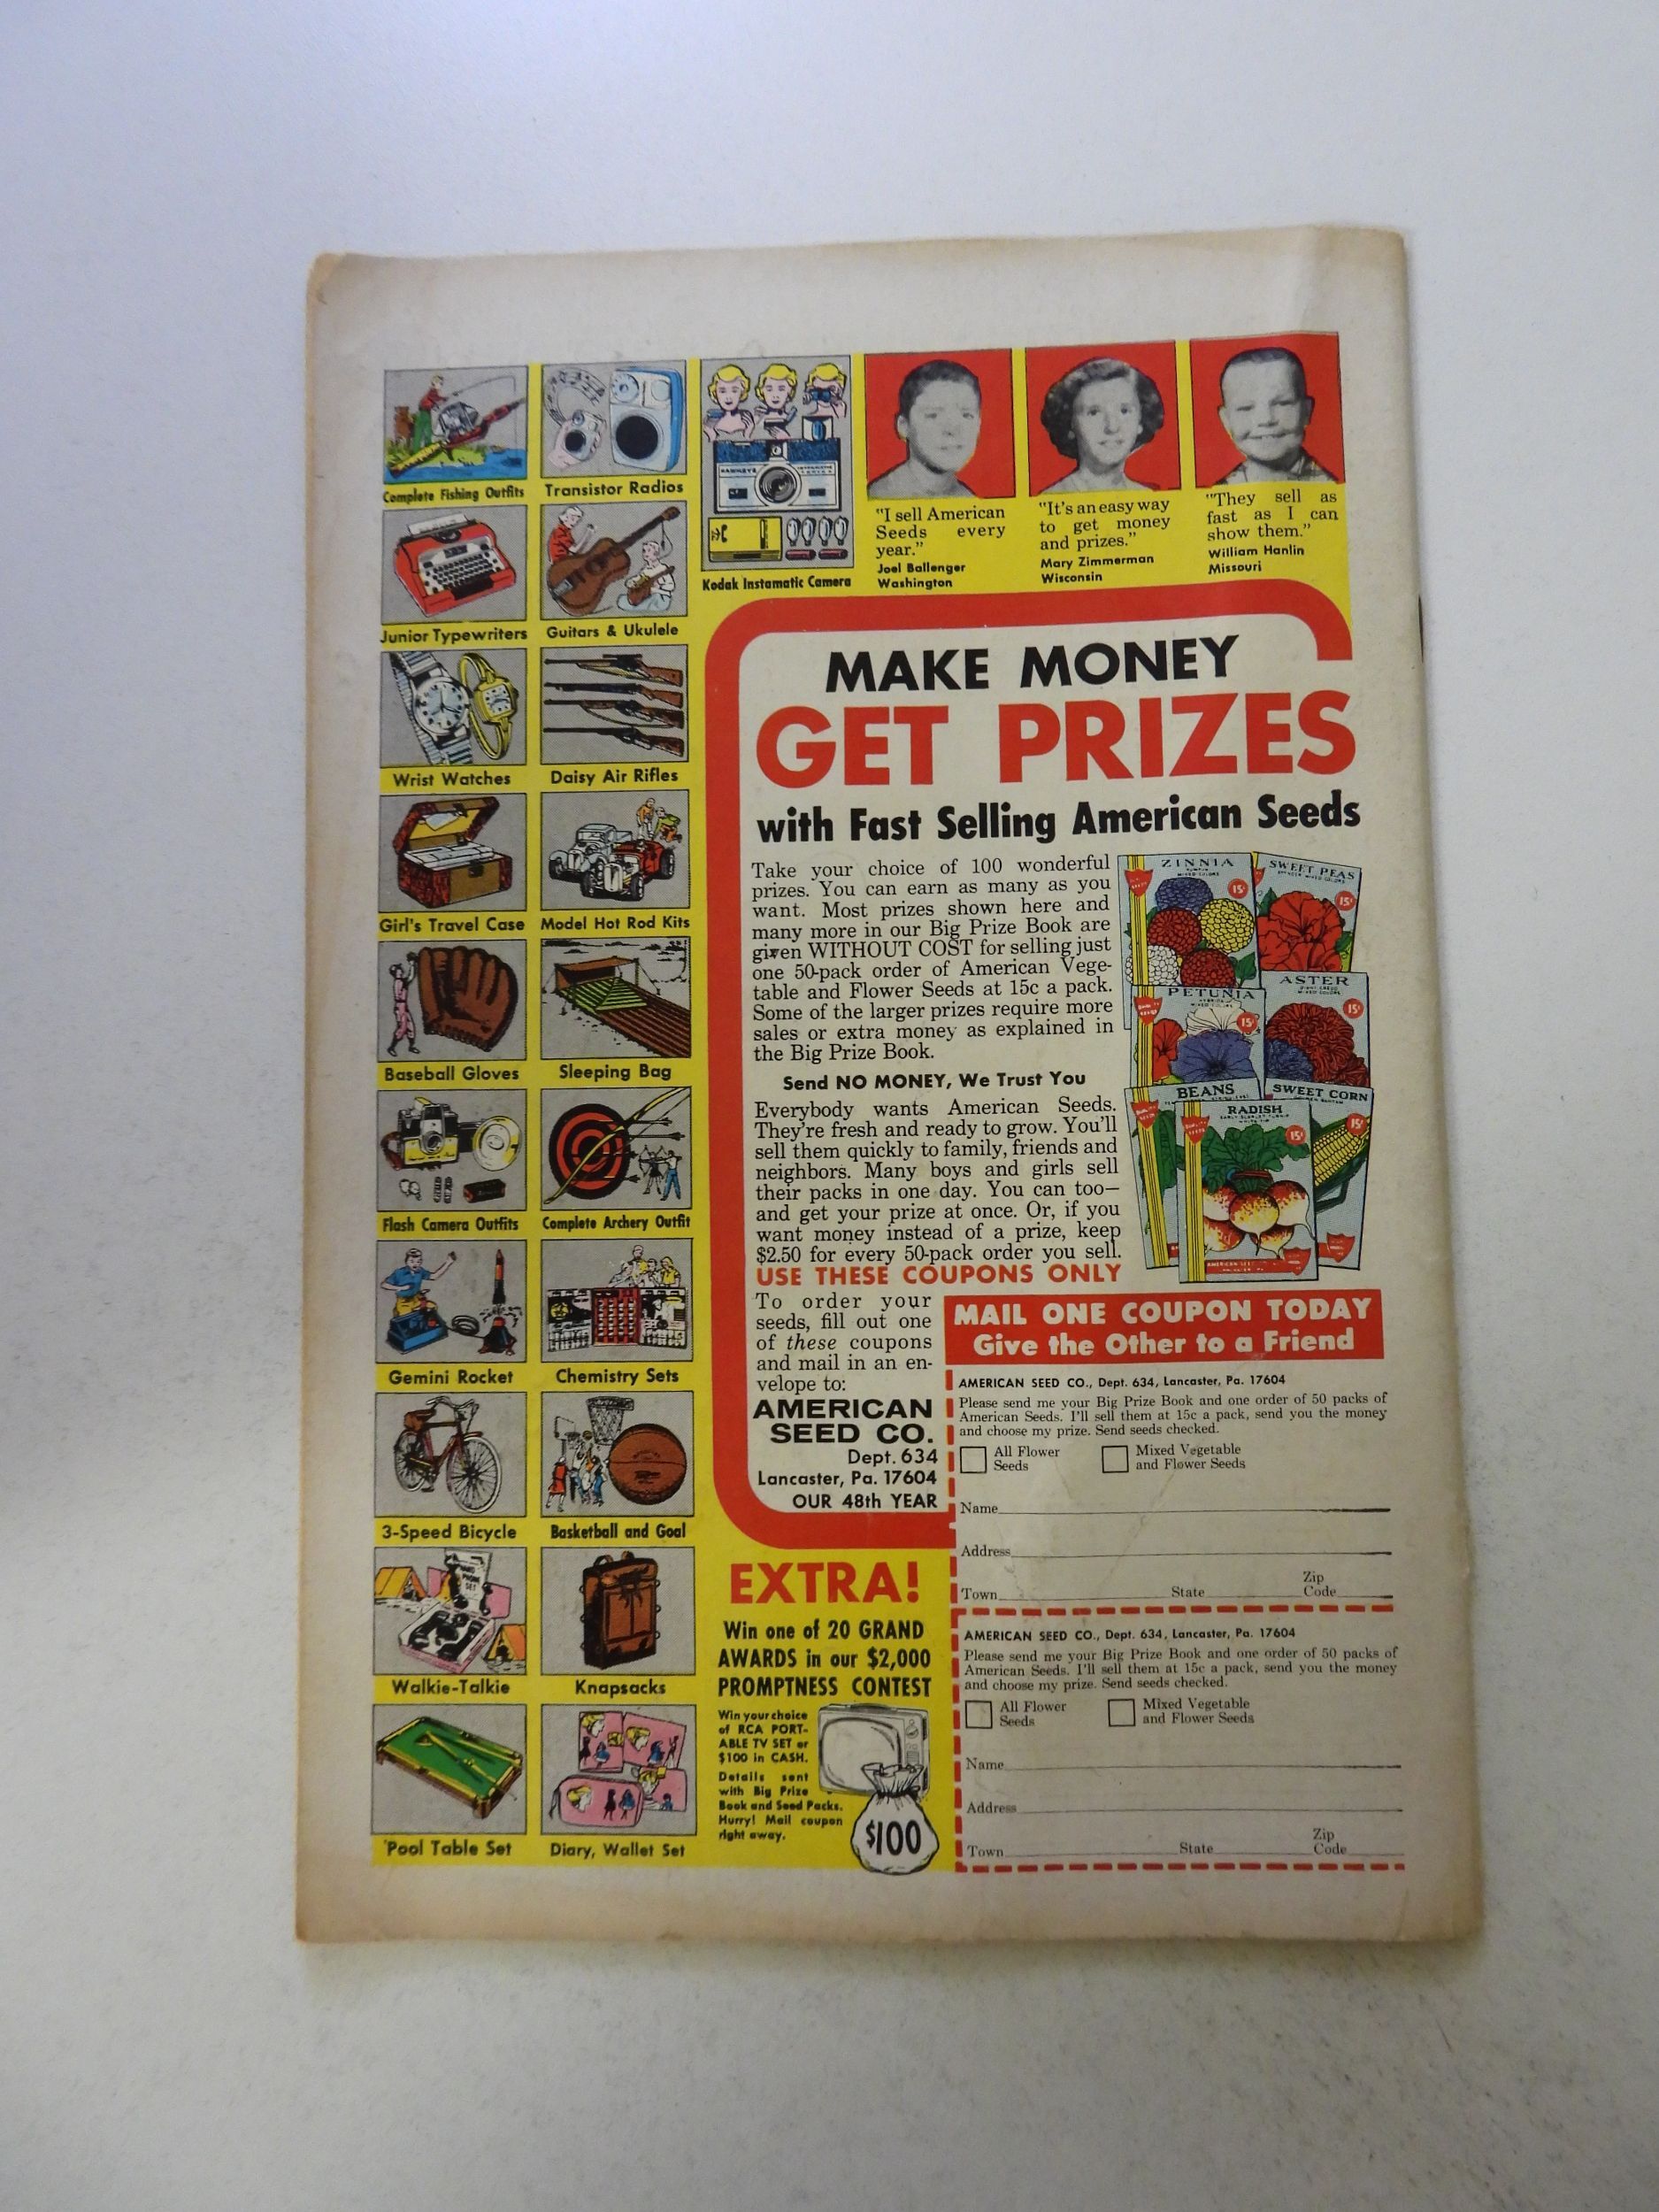 Complete Fishing Outfits
Transistor Radios
HAWKEYE
INSTAMATIC
Kodak Instamatic Camera
"I sell American
Seeds every
year."
Joel Ballenger
Washington
"It's an easy way
to get money
and prizes."
Mary Zimmerman
Wisconsin
"They sell as
fast as I can
show them."
William Hanlin
Missouri
Junior Typewriters
Guitars & Ukulele
Wrist Watches
Daisy Air Rifles
Girl's Travel Case
Model Hot Rod Kits
Baseball Gloves
Sleeping Bag
Flash Camera Outfits
Complete Archery Outfit
Gemini Rocket
Chemistry Sets
3-Speed Bicycle
Basketball and Goal
Walkie-Talkie
Knapsacks
Pool Table Set
Diary, Wallet Set
MAKE MONEY
GET PRIZES
with Fast Selling American Seeds
Take your choice of 100 wonderful
prizes. You can earn as many as you
want. Most prizes shown here and
many more in our Big Prize Book are
given WITHOUT COST for selling just
one 50-pack order of American Vege-
table and Flower Seeds at 15c a pack.
Some of the larger prizes require more
sales or extra money as explained in
the Big Prize Book.
Send NO MONEY, We Trust You
Everybody wants American Seeds.
They're fresh and ready to grow. You'll
sell them quickly to family, friends and
neighbors. Many boys and girls sell
their packs in one day. You can too—
and get your prize at once. Or, if you
want money instead of a prize, keep
$2.50 for every 50-pack order you sell.
USE THESE COUPONS ONLY
ZINNIA
15¢
SWEET PEAS
15¢
PETUNIA
15¢
ASTER
15¢
BEANS
SWEET CORN
15¢
RADISH
15¢
To order your
seeds, fill out one
of these coupons
and mail in an en-
velope to:
AMERICAN
SEED CO.
Dept. 634
Lancaster, Pa. 17604
OUR 48th YEAR
MAIL ONE COUPON TODAY
Give the Other to a Friend
AMERICAN SEED CO., Dept. 634, Lancaster, Pa. 17604
Please send me your Big Prize Book and one order of 50 packs of
American Seeds. I'll sell them at 15c a pack, send you the money
and choose my prize. Send seeds checked.
All Flower
Seeds
Mixed Vegetable
and Flower Seeds
Name
Address
Town State Zip Code
EXTRA!
Win one of 20 GRAND
AWARDS in our $2,000
PROMPTNESS CONTEST
Win your choice
of RCA PORT-
ABLE TV SET or
$100 in CASH.
Details sent
with Big Prize
Book and Seed Packs.
Hurry! Mail coupon
right away.
$100
AMERICAN SEED CO., Dept. 634, Lancaster, Pa. 17604
Please send me your Big Prize Book and one order of 50 packs of
American Seeds. I'll sell them at 15c a pack, send you the money
and choose my prize. Send seeds checked.
All Flower
Seeds
Mixed Vegetable
and Flower Seeds
Name
Address
Town State Zip Code